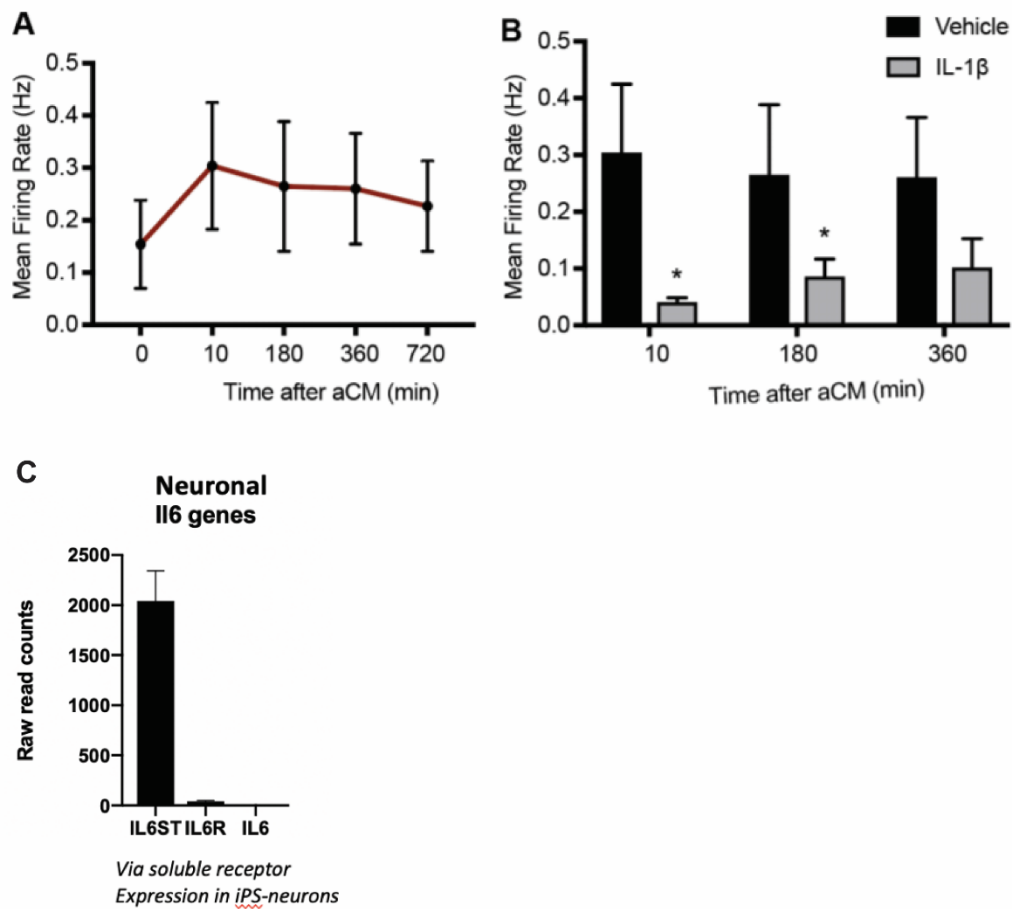 A
Mean Firing Rate (Hz)
0.5
0.4
0.3
0.2
0.1
0.0
0 10 180 360 720
Time after aCM (min)
B
Vehicle
IL-1β
Mean Firing Rate (Hz)
0.5
0.4
0.3
0.2
0.1
0.0
*
*
10 180 360
Time after aCM (min)
C
Neuronal
Il6 genes
Raw read counts
2500
2000
1500
1000
500
0
IL6ST IL6R IL6
Via soluble receptor
Expression in iPS-neurons